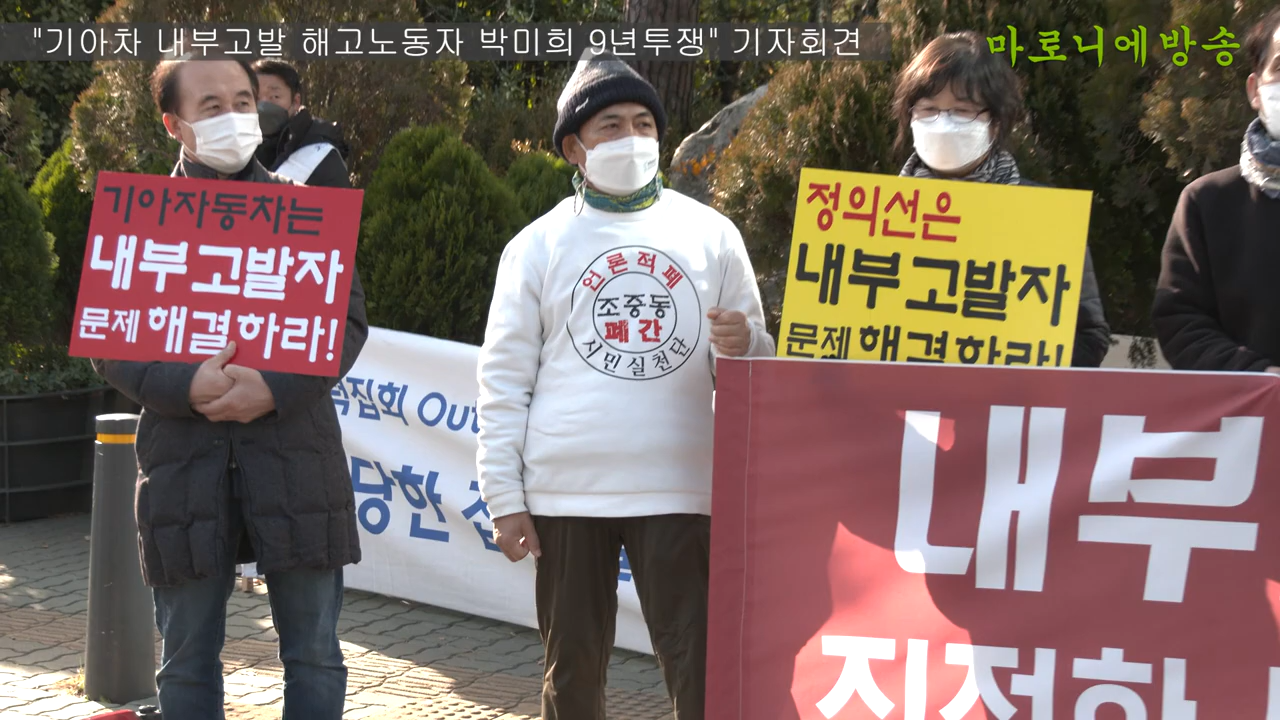 "기아차 내부고발 해고노동자 박미희 9년투쟁" 기자회견
마로니에방송
기아자동차는
내부고발자
문제 해결하라!
언론적폐
조중동
폐간
시민실천단
정의선은
내부고발자
문제 해결하라!
집회 Out
당한
내부